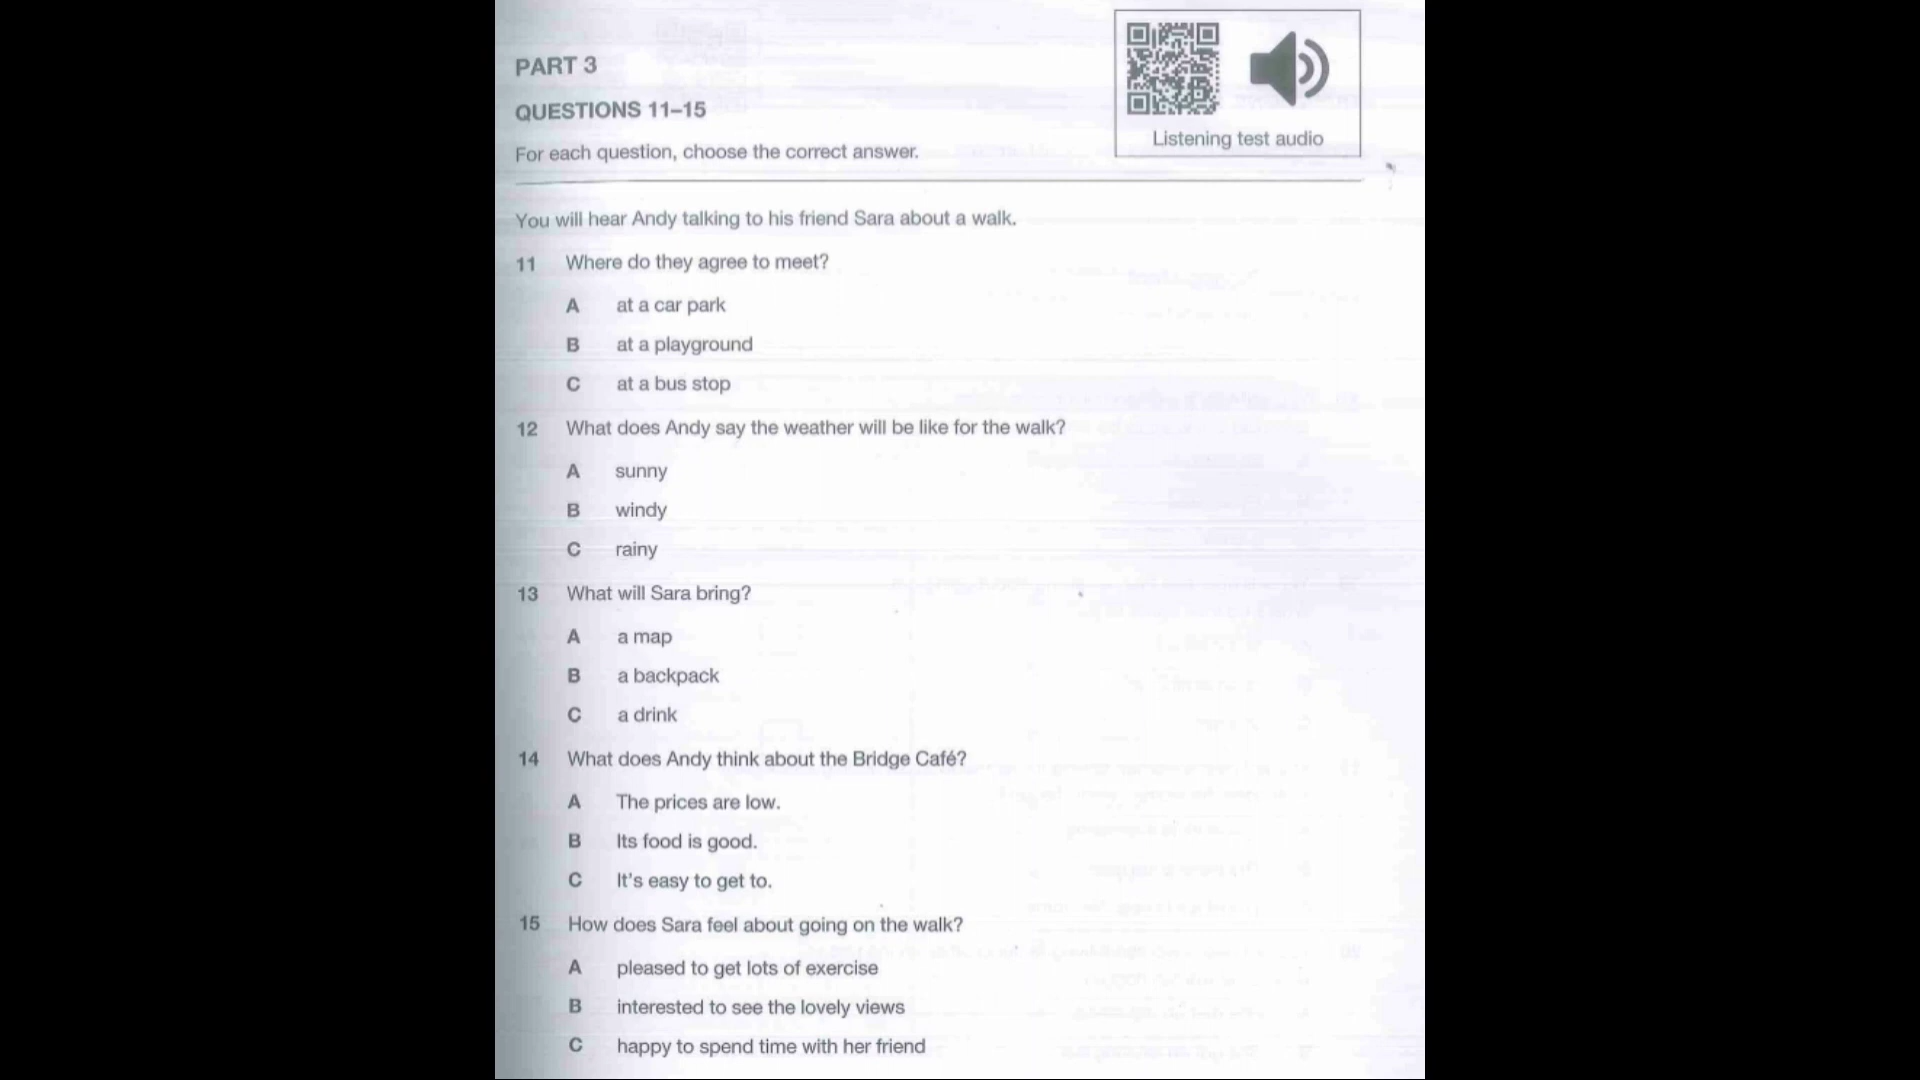 PART 3
QUESTIONS 11–15
For each question, choose the correct answer.
Listening test audio
You will hear Andy talking to his friend Sara about a walk.
11 Where do they agree to meet?
A at a car park
B at a playground
C at a bus stop
12 What does Andy say the weather will be like for the walk?
A sunny
B windy
C rainy
13 What will Sara bring?
A a map
B a backpack
C a drink
14 What does Andy think about the Bridge Café?
A The prices are low.
B Its food is good.
C It's easy to get to.
15 How does Sara feel about going on the walk?
A pleased to get lots of exercise
B interested to see the lovely views
C happy to spend time with her friend